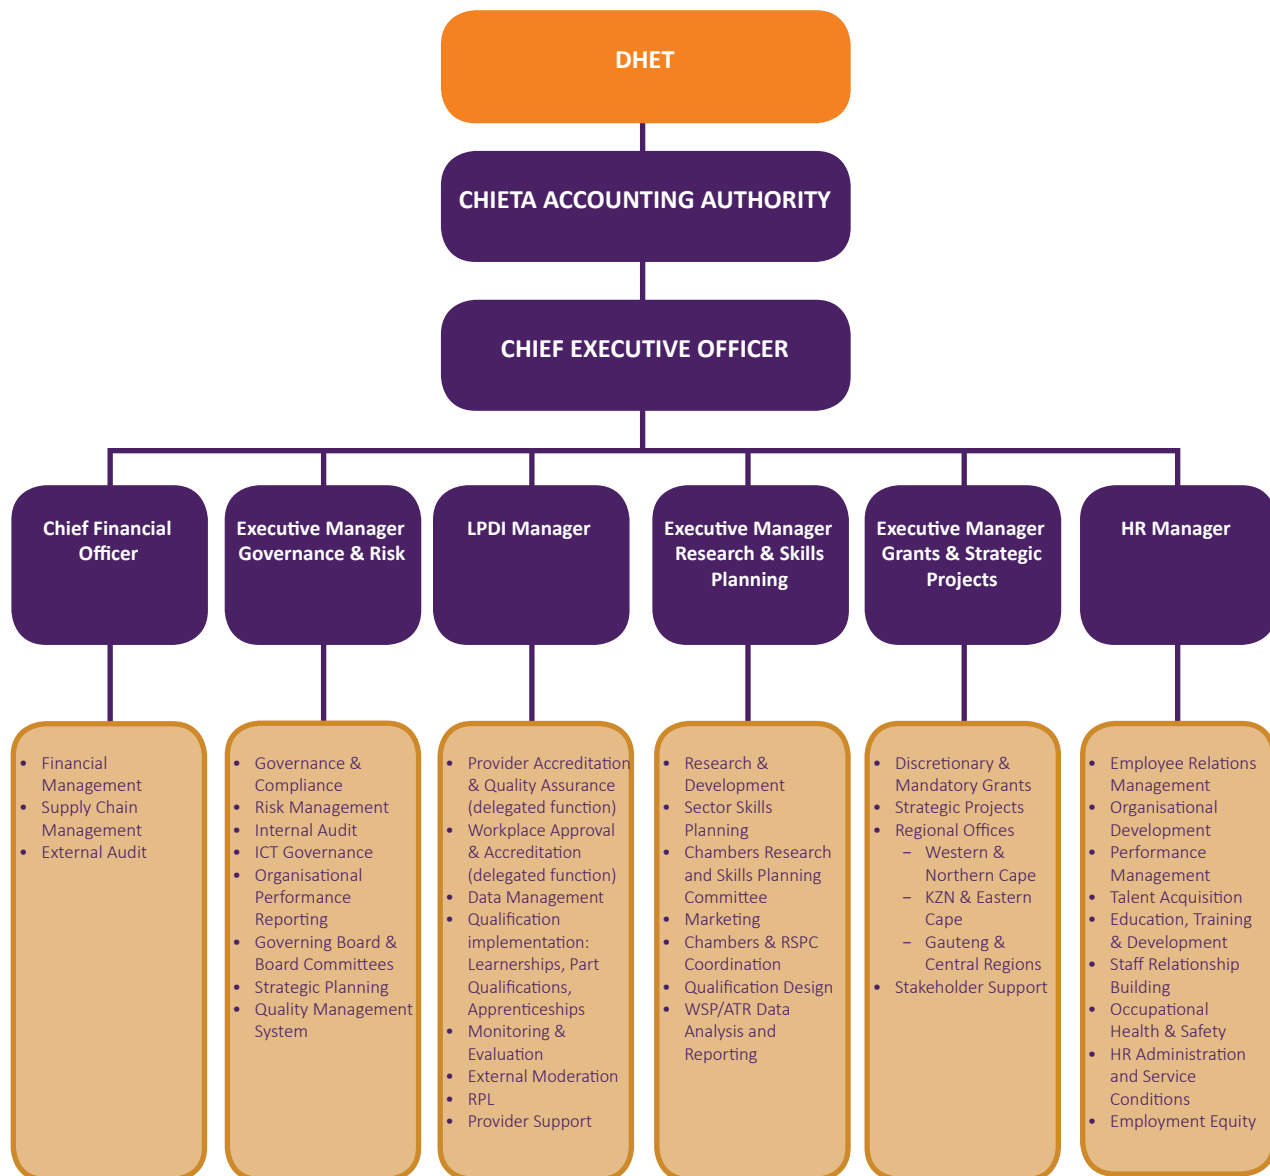 DHET
CHIETA ACCOUNTING AUTHORITY
CHIEF EXECUTIVE OFFICER
Chief Financial
Officer
Executive Manager
Governance & Risk
LPDI Manager
Executive Manager
Research & Skills
Planning
Executive Manager
Grants & Strategic
Projects
HR Manager
• Financial
Management
• Supply Chain
Management
• External Audit
• Governance &
Compliance
• Risk Management
• Internal Audit
• ICT Governance
• Organisational
Performance
Reporting
• Governing Board &
Board Committees
• Strategic Planning
• Quality Management
System
• Provider Accreditation
& Quality Assurance
(delegated function)
• Workplace Approval
& Accreditation
(delegated function)
• Data Management
• Qualification
implementation:
Learnerships, Part
Qualifications,
Apprenticeships
• Monitoring &
Evaluation
• External Moderation
• RPL
• Provider Support
• Research &
Development
• Sector Skills
Planning
• Chambers Research
and Skills Planning
Committee
• Marketing
• Chambers & RSPC
Coordination
• Qualification Design
• WSP/ATR Data
Analysis and
Reporting
• Discretionary &
Mandatory Grants
• Strategic Projects
• Regional Offices
– Western &
Northern Cape
– KZN & Eastern
Cape
– Gauteng &
Central Regions
• Stakeholder Support
• Employee Relations
Management
• Organisational
Development
• Performance
Management
• Talent Acquisition
• Education, Training
& Development
• Staff Relationship
Building
• Occupational
Health & Safety
• HR Administration
and Service
Conditions
• Employment Equity